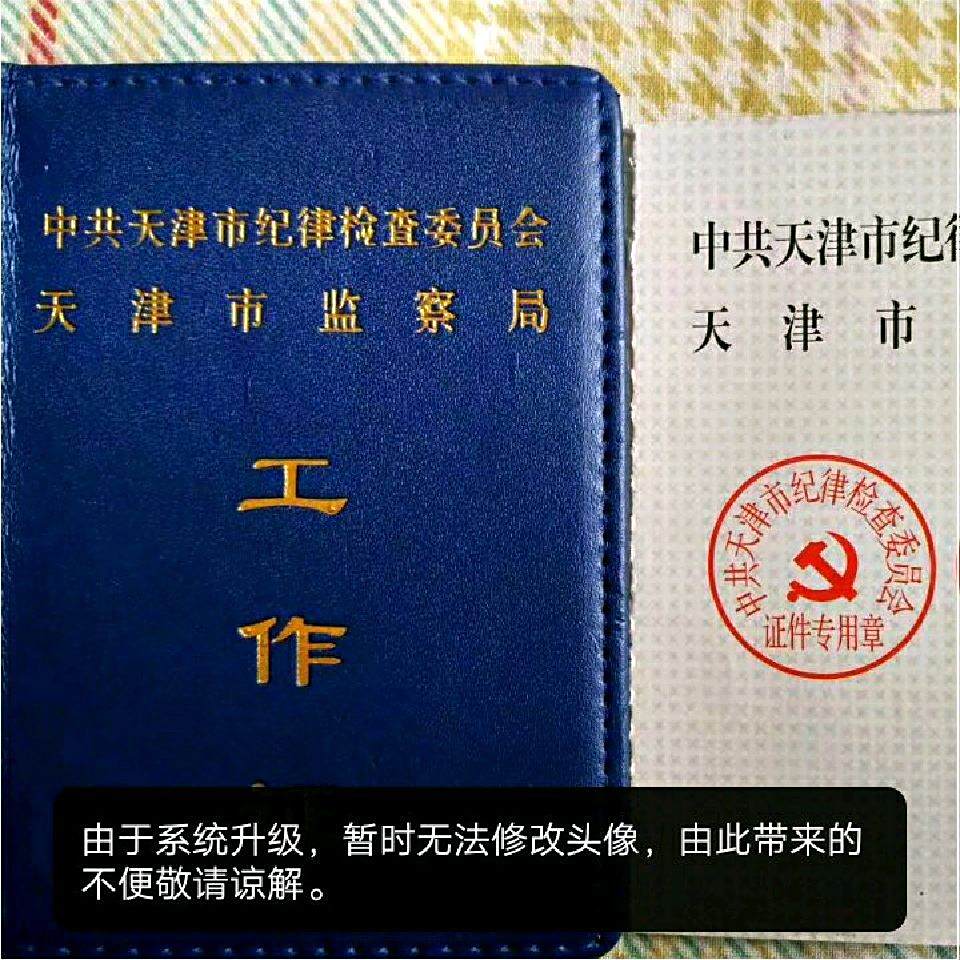 中共天津市纪律检查委员会
天津市监察局
工
作
中共天津市纪律
天津市
中共天津市纪律检查委员会
证件专用章
由于系统升级，暂时无法修改头像，由此带来的
不便敬请谅解。